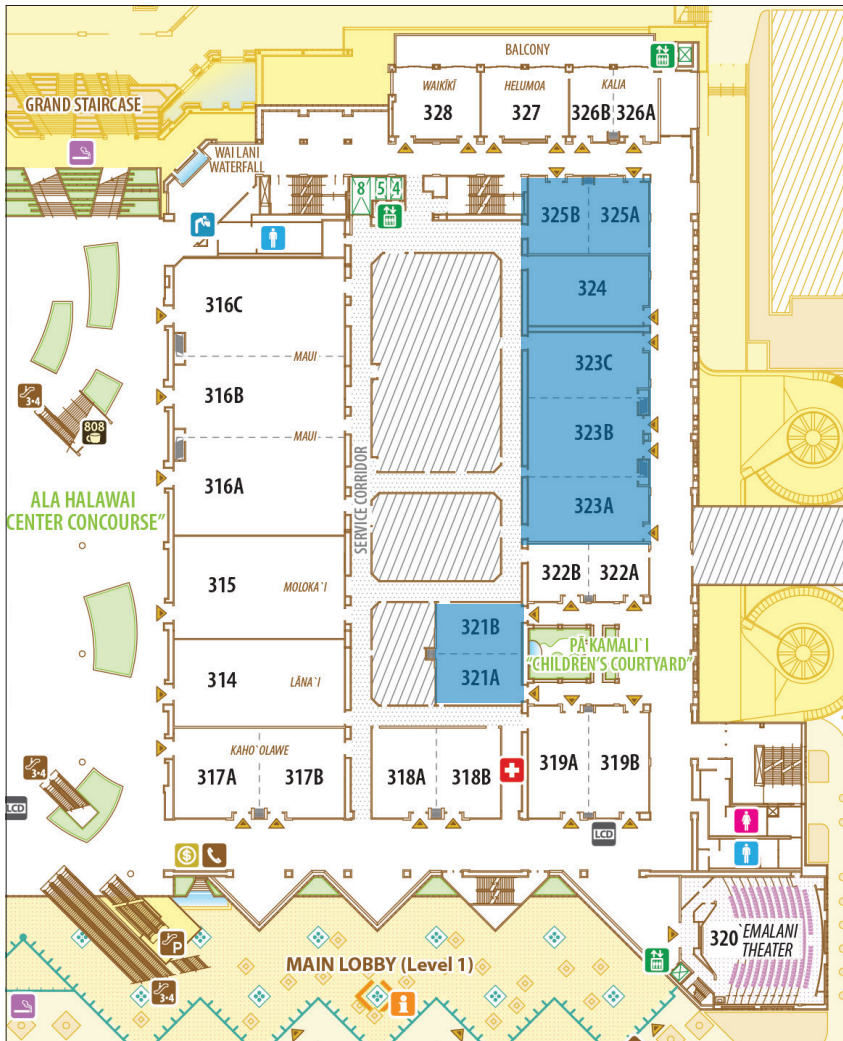 BALCONY
WAIKĪKĪ
328
HELUMOA
327
KALIA
326B 326A
GRAND STAIRCASE
WAI LANI
WATERFALL
8 5 4
325B 325A
324
316C
MAUI
323C
3•4
808
316B
323B
MAUI
316A
323A
ALA HALAWAI
CENTER CONCOURSE”
SERVICE CORRIDOR
322B 322A
315 MOLOKA`I
321B
PĀ KAMALI`I
“CHILDREN’S COURTYARD”
321A
314 LĀNA`I
KAHO`OLAWE
317A 317B
318A 318B
319A 319B
3•4
LCD
LCD
$
P
320 `EMALANI
THEATER
MAIN LOBBY (Level 1)
3•4